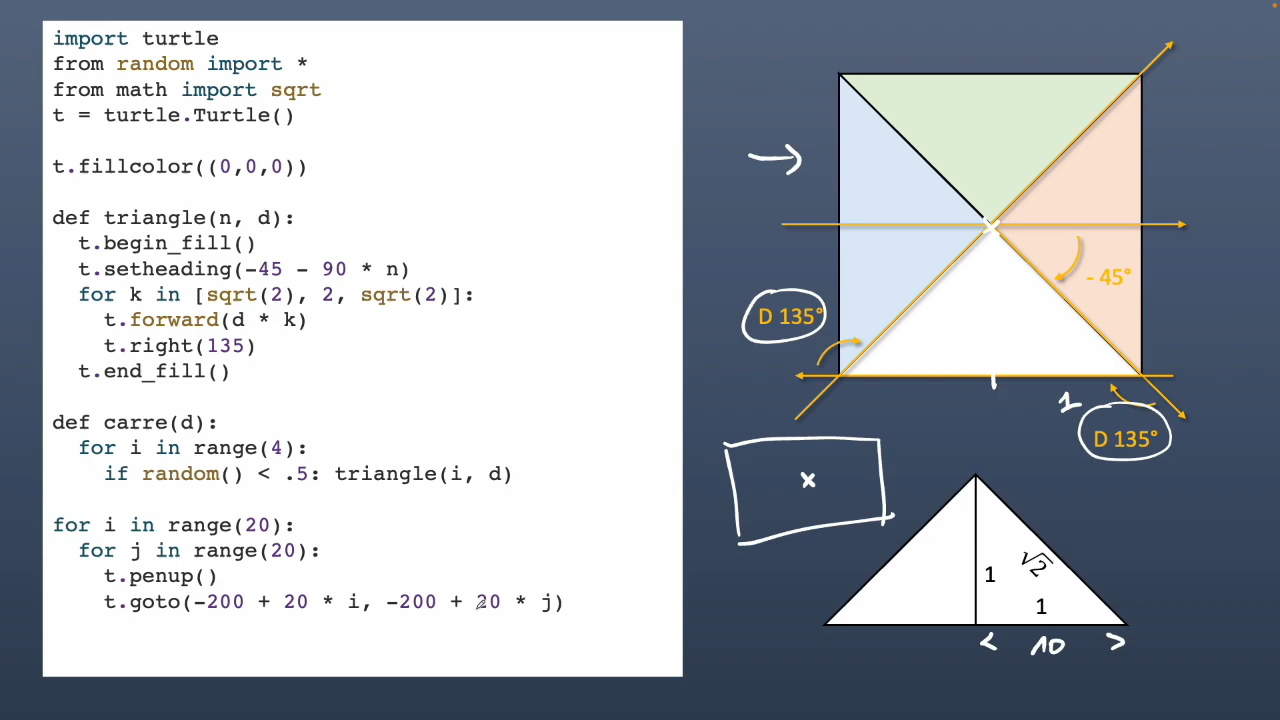 import turtle
from random import *
from math import sqrt
t = turtle.Turtle()
t.fillcolor((0,0,0))
def triangle(n, d):
  t.begin_fill()
  t.setheading(-45 - 90 * n)
  for k in [sqrt(2), 2, sqrt(2)]:
    t.forward(d * k)
    t.right(135)
  t.end_fill()
def carre(d):
  for i in range(4):
    if random() < .5: triangle(i, d)
for i in range(20):
  for j in range(20):
    t.penup()
    t.goto(-200 + 20 * i, -200 + 20 * j)
- 45°
D 135°
1
D 135°
x
√2
1
1
< 10 >